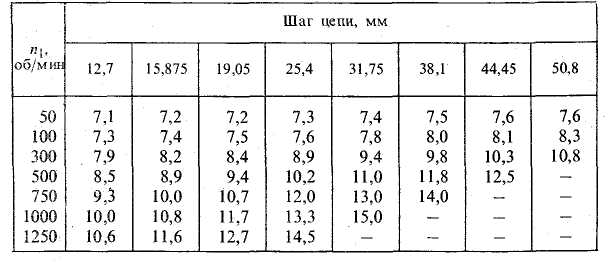 n₁, об/мин Шаг цепи, мм
12,7 15,875 19,05 25,4 31,75 38,1 44,45 50,8
50 7,1 7,2 7,2 7,3 7,4 7,5 7,6 7,6
100 7,3 7,4 7,5 7,6 7,8 8,0 8,1 8,3
300 7,9 8,2 8,4 8,9 9,4 9,8 10,3 10,8
500 8,5 8,9 9,4 10,2 11,0 11,8 12,5 —
750 9,3 10,0 10,7 12,0 13,0 14,0 — —
1000 10,0 10,8 11,7 13,3 15,0 — — —
1250 10,6 11,6 12,7 14,5 — — — —